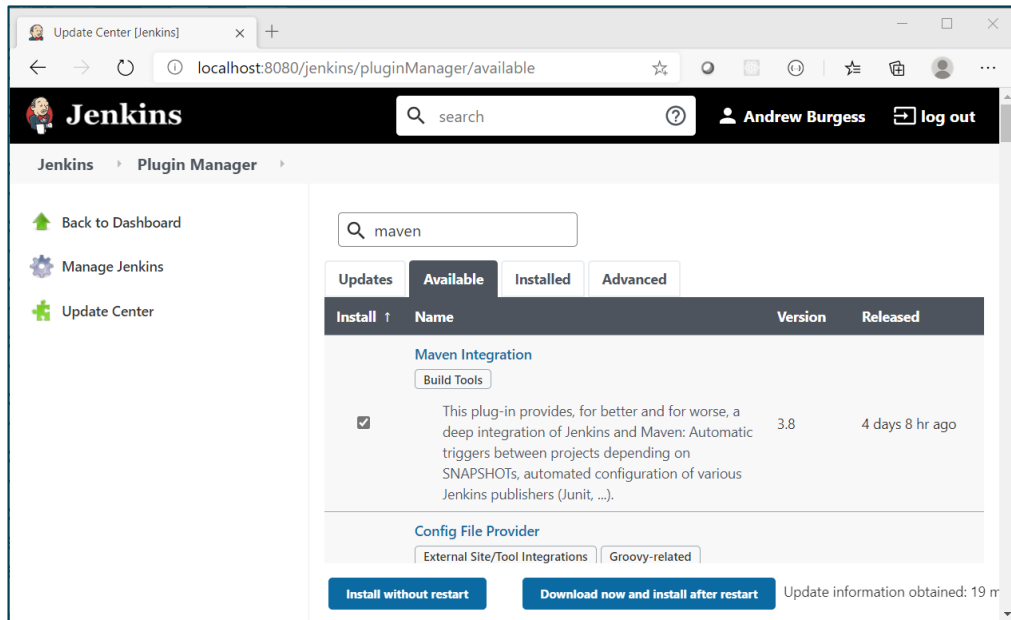 Update Center [Jenkins]
localhost:8080/jenkins/pluginManager/available
Jenkins
search
Andrew Burgess
log out
Jenkins
Plugin Manager
Back to Dashboard
Manage Jenkins
Update Center
maven
Updates
Available
Installed
Advanced
Install ↑ Name Version Released
Maven Integration
Build Tools
This plug-in provides, for better and for worse, a
deep integration of Jenkins and Maven: Automatic
triggers between projects depending on
SNAPSHOTs, automated configuration of various
Jenkins publishers (Junit, ...).
3.8
4 days 8 hr ago
Config File Provider
External Site/Tool Integrations
Groovy-related
Install without restart
Download now and install after restart
Update information obtained: 19 m